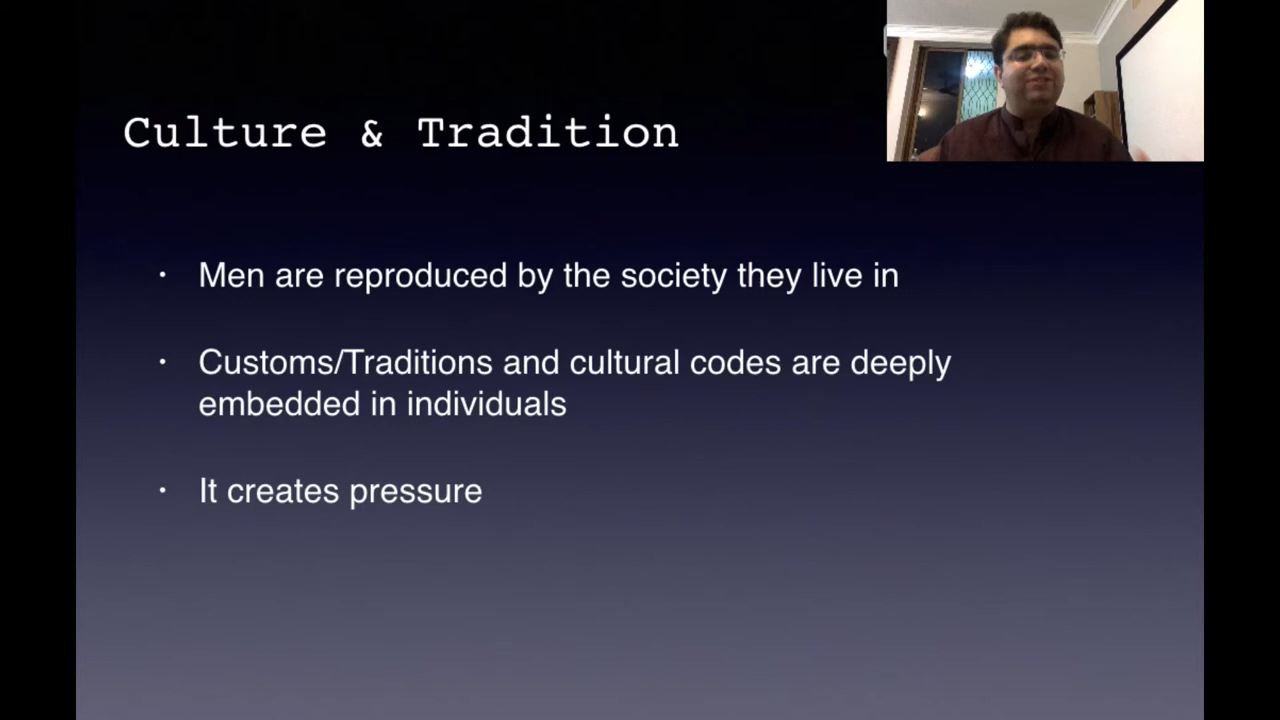 Culture & Tradition
• Men are reproduced by the society they live in
• Customs/Traditions and cultural codes are deeply
embedded in individuals
• It creates pressure